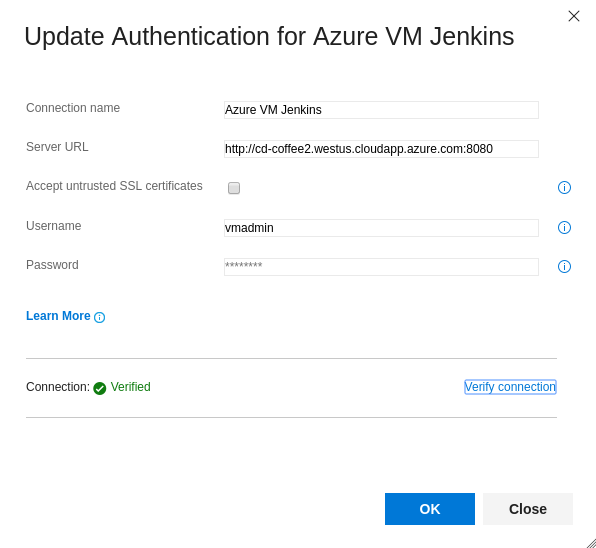 Update Authentication for Azure VM Jenkins
Connection name
Azure VM Jenkins
Server URL
http://cd-coffee2.westus.cloudapp.azure.com:8080
Accept untrusted SSL certificates
Username
vmadmin
Password
********
Learn More
Connection: Verified
Verify connection
OK
Close